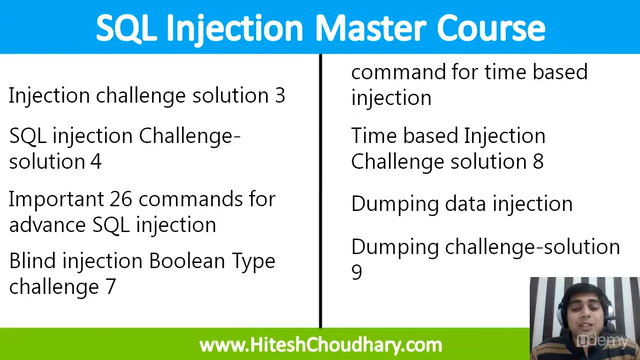 SQL Injection Master Course
Injection challenge solution 3
SQL injection Challenge-
solution 4
Important 26 commands for
advance SQL injection
Blind injection Boolean Type
challenge 7
command for time based
injection
Time based Injection
Challenge solution 8
Dumping data injection
Dumping challenge-solution
9
www.HiteshChoudhary.com
udemy